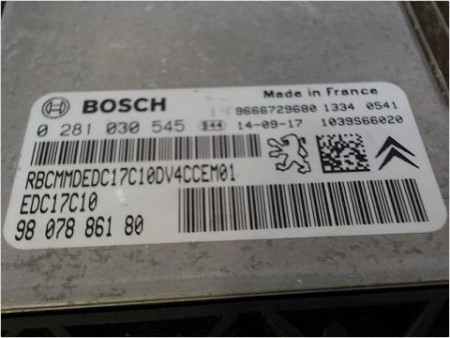 BOSCH
Made in France
9666729680 1334 0541
0 281 030 545 944 14-09-17 1039S66020
RBCMMDEDC17C10DV4CCEM01
EDC17C10
98 078 861 80